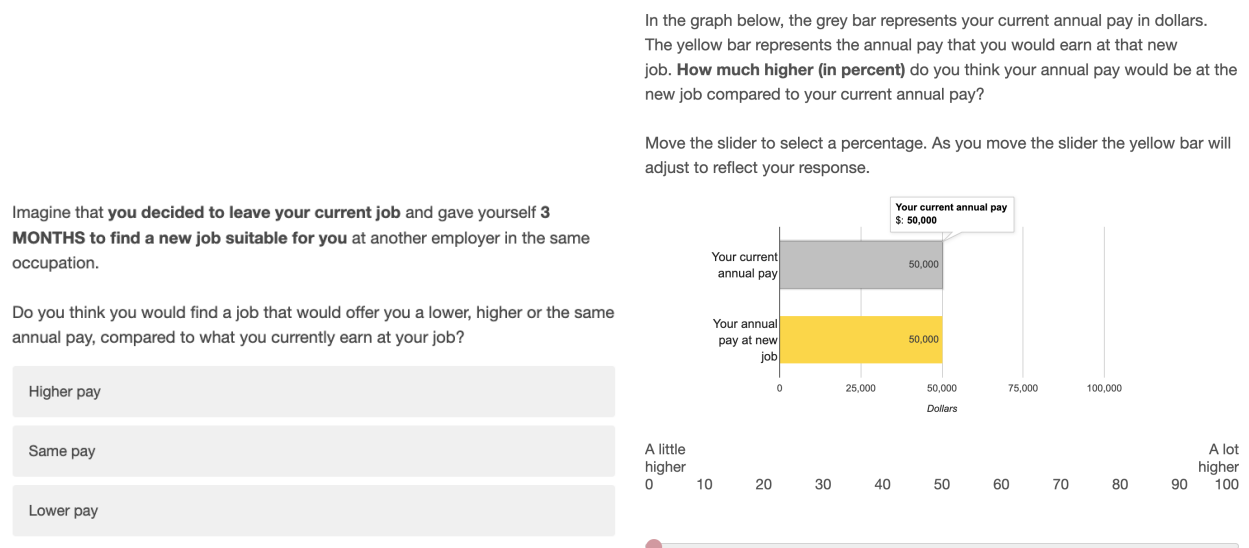 Imagine that you decided to leave your current job and gave yourself 3
MONTHS to find a new job suitable for you at another employer in the same
occupation.
Do you think you would find a job that would offer you a lower, higher or the same
annual pay, compared to what you currently earn at your job?
Higher pay
Same pay
Lower pay
In the graph below, the grey bar represents your current annual pay in dollars.
The yellow bar represents the annual pay that you would earn at that new
job. How much higher (in percent) do you think your annual pay would be at the
new job compared to your current annual pay?
Move the slider to select a percentage. As you move the slider the yellow bar will
adjust to reflect your response.
Your current annual pay
$: 50,000
Your current
annual pay
50,000
Your annual
pay at new
job
50,000
0 25,000 50,000 75,000 100,000
Dollars
A little
higher
A lot
higher
0 10 20 30 40 50 60 70 80 90 100